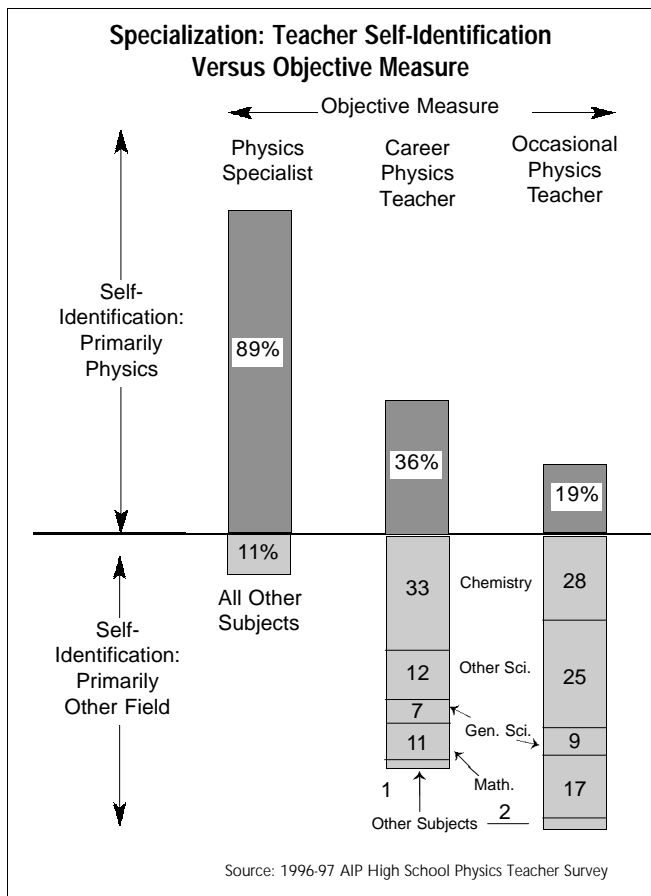 Specialization: Teacher Self-Identification
Versus Objective Measure
Objective Measure
Physics
Specialist
Career
Physics
Teacher
Occasional
Physics
Teacher
Self-
Identification:
Primarily
Physics
89%
36%
19%
11%
All Other
Subjects
Self-
Identification:
Primarily
Other Field
33
Chemistry
28
12
Other Sci.
25
7
Gen. Sci.
9
11
Math.
17
1
Other Subjects
2
Source: 1996-97 AIP High School Physics Teacher Survey